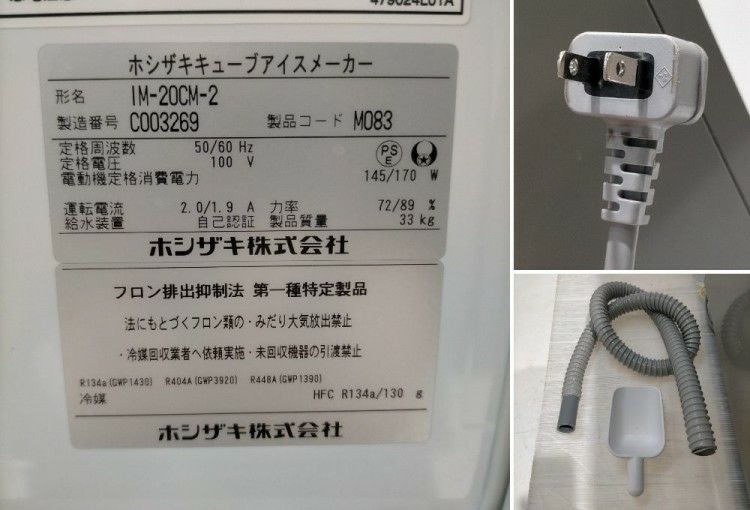 479024L01A
ホシザキキューブアイスメーカー
形名 IM-20CM-2
製造番号 C003269 製品コード M083
定格周波数 50/60 Hz
定格電圧 100 V
PSE
電動機定格消費電力 145/170 W
運転電流 2.0/1.9 A 力率 72/89 %
給水装置 自己認証 製品質量 33 kg
ホシザキ株式会社
フロン排出抑制法 第一種特定製品
法にもとづくフロン類の・みだり大気放出禁止
・冷媒回収業者へ依頼実施・未回収機器の引渡禁止
R134a(GWP1430) R404A(GWP3920) R448A(GWP1390)
冷媒 HFC R134a/130 g
ホシザキ株式会社